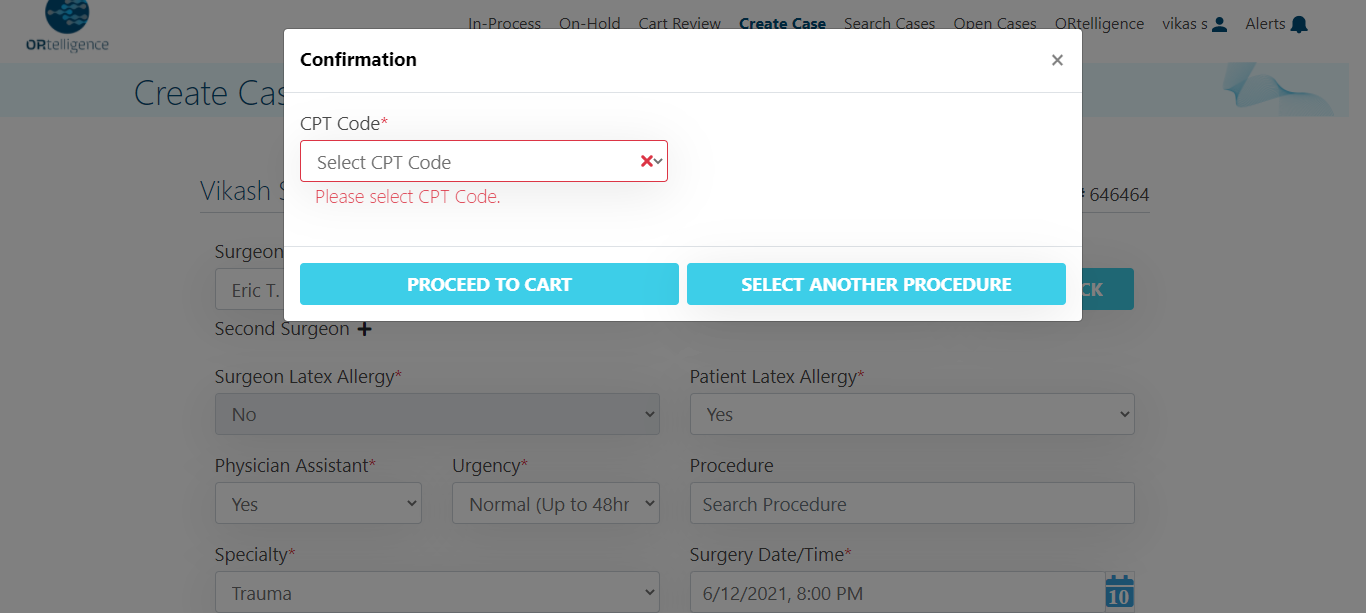 In-Process On-Hold Cart Review Create Case Search Cases Open Cases ORtelligence vikas s Alerts
ORtelligence
Confirmation
×
Create Cas
CPT Code*
Select CPT Code
Please select CPT Code.
Vikash S
# 646464
Surgeon
PROCEED TO CART SELECT ANOTHER PROCEDURE
Eric T. CK
Second Surgeon +
Surgeon Latex Allergy* Patient Latex Allergy*
No Yes
Physician Assistant* Urgency* Procedure
Yes Normal (Up to 48hr Search Procedure
Specialty* Surgery Date/Time*
Trauma 6/12/2021, 8:00 PM 10